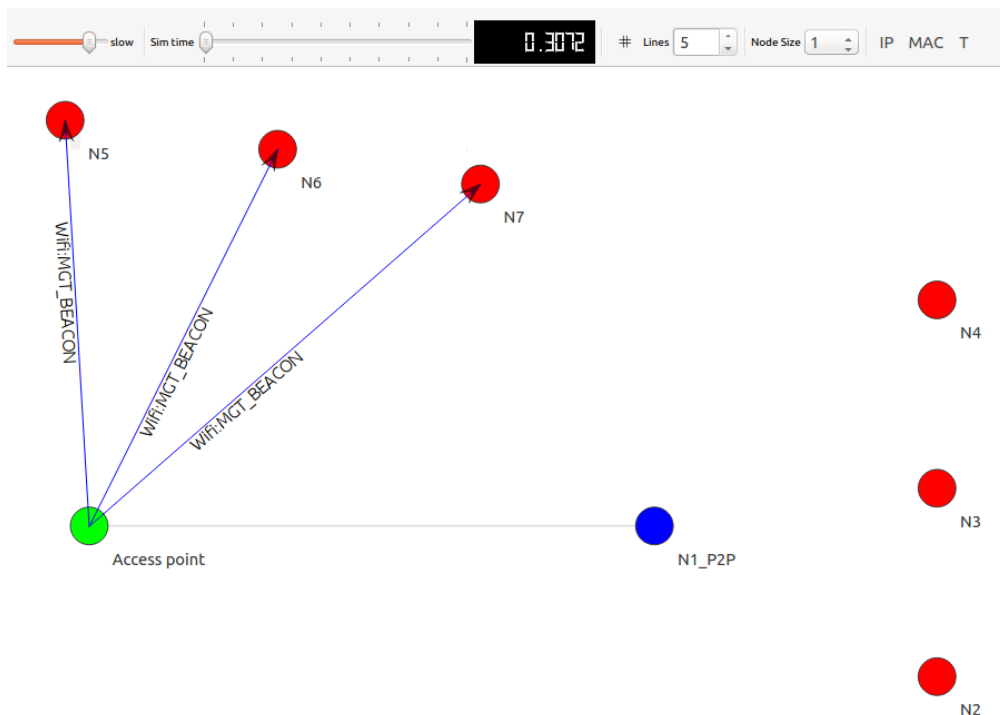 slow Sim time 0.3072 # Lines 5 Node Size 1 IP MAC T
N5
N6
N7
Wifi:MGT_BEACON
Wifi:MGT_BEACON
Wifi:MGT_BEACON
N4
N3
Access point
N1_P2P
N2